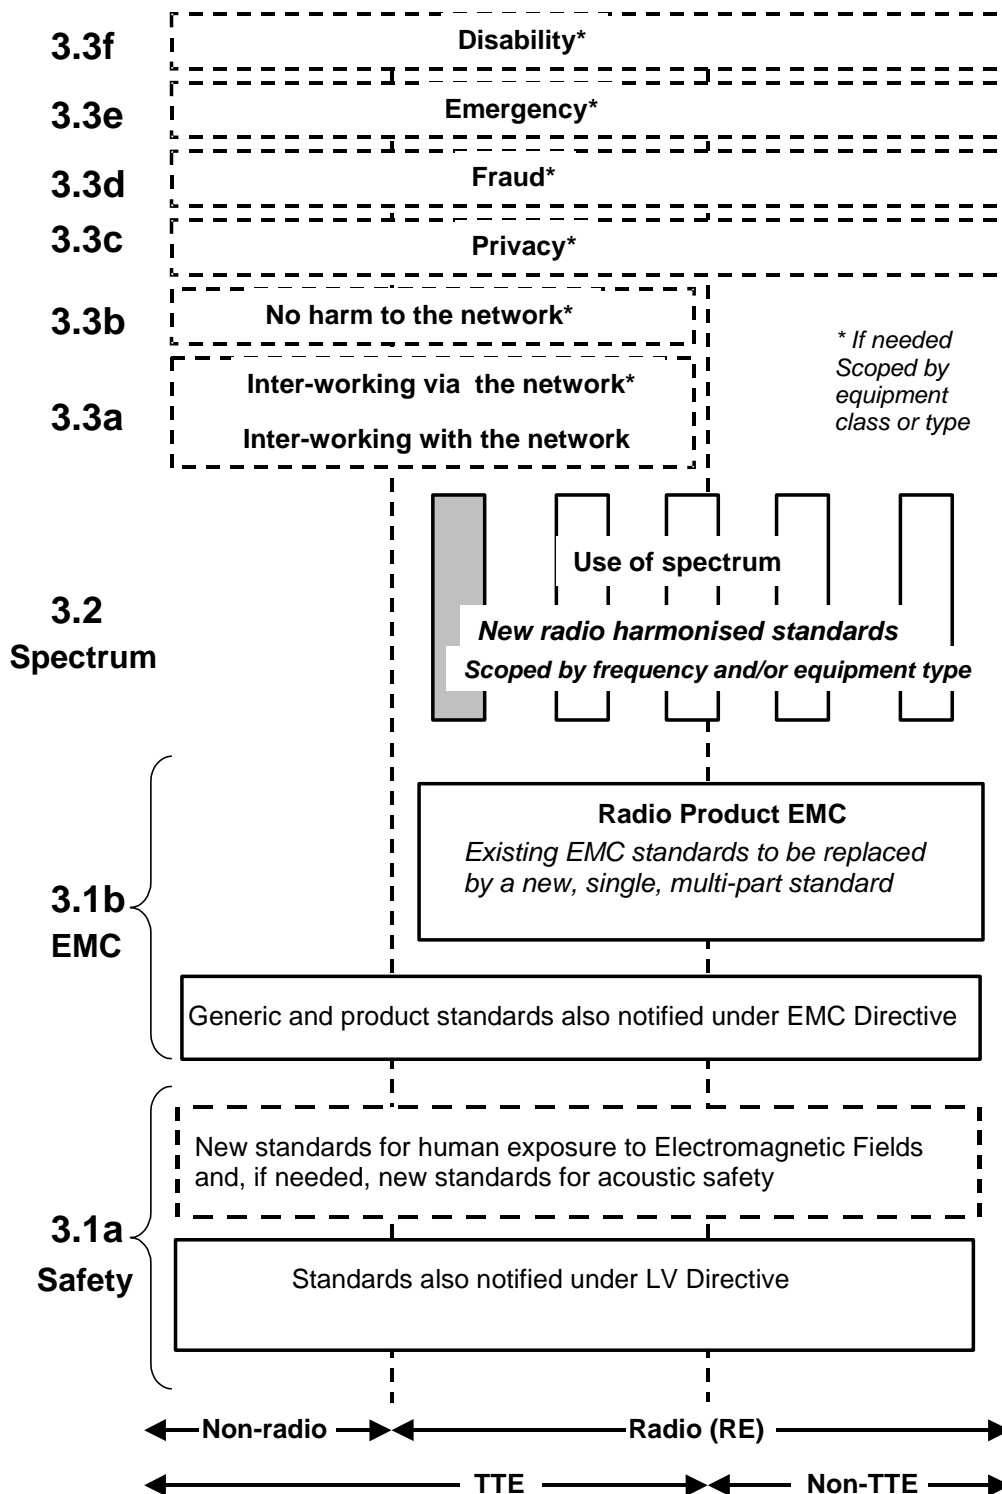 3.3f
Disability*
3.3e
Emergency*
3.3d
Fraud*
3.3c
Privacy*
3.3b
No harm to the network*
* If needed
Scoped by
equipment
class or type
3.3a
Inter-working via the network*
Inter-working with the network
3.2
Spectrum
Use of spectrum
New radio harmonised standards
Scoped by frequency and/or equipment type
3.1b
EMC
Radio Product EMC
Existing EMC standards to be replaced
by a new, single, multi-part standard
Generic and product standards also notified under EMC Directive
3.1a
Safety
New standards for human exposure to Electromagnetic Fields
and, if needed, new standards for acoustic safety
Standards also notified under LV Directive
Non-radio
Radio (RE)
TTE
Non-TTE